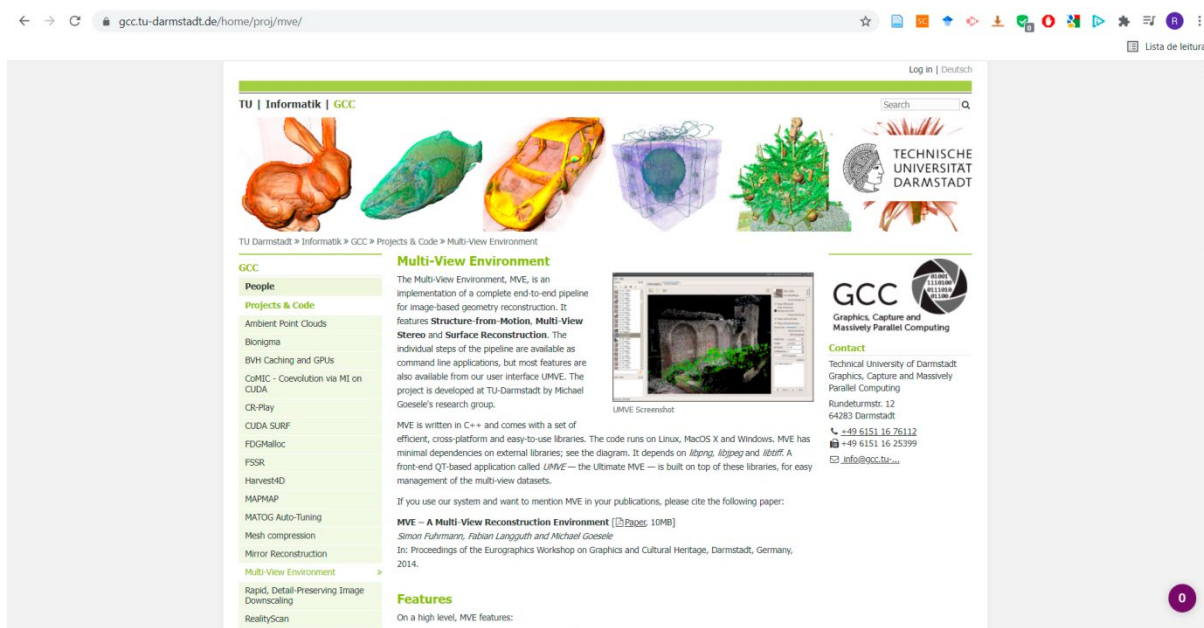 gcc.tu-darmstadt.de/home/proj/mve/
SC
0
R
Lista de leitura
Log in | Deutsch
TU | Informatik | GCC
Search
TECHNISCHE
UNIVERSITÄT
DARMSTADT
TU Darmstadt » Informatik » GCC » Projects & Code » Multi-View Environment
GCC
People
Projects & Code
Ambient Point Clouds
Bionigma
BVH Caching and GPUs
CoMIC - Coevolution via MI on
CUDA
CR-Play
CUDA SURF
FDGMalloc
FSSR
Harvest4D
MAPMAP
MATOG Auto-Tuning
Mesh compression
Mirror Reconstruction
Multi-View Environment »
Rapid, Detail-Preserving Image
Downscaling
RealityScan
Multi-View Environment
The Multi-View Environment, MVE, is an
implementation of a complete end-to-end pipeline
for image-based geometry reconstruction. It
features Structure-from-Motion, Multi-View
Stereo and Surface Reconstruction. The
individual steps of the pipeline are available as
command line applications, but most features are
also available from our user interface UMVE. The
project is developed at TU-Darmstadt by Michael
Goesele's research group.
UMVE Screenshot
MVE is written in C++ and comes with a set of
efficient, cross-platform and easy-to-use libraries. The code runs on Linux, MacOS X and Windows. MVE has
minimal dependencies on external libraries; see the diagram. It depends on libpng, libjpeg and libtiff. A
front-end QT-based application called UMVE — the Ultimate MVE — is built on top of these libraries, for easy
management of the multi-view datasets.
If you use our system and want to mention MVE in your publications, please cite the following paper:
MVE – A Multi-View Reconstruction Environment [Paper, 10MB]
Simon Fuhrmann, Fabian Langguth and Michael Goesele
In: Proceedings of the Eurographics Workshop on Graphics and Cultural Heritage, Darmstadt, Germany,
2014.
Features
On a high level, MVE features:
GCC
01001
1110100
011010
01100
Graphics, Capture and
Massively Parallel Computing
Contact
Technical University of Darmstadt
Graphics, Capture and Massively
Parallel Computing
Rundeturmstr. 12
64283 Darmstadt
+49 6151 16 76112
+49 6151 16 25399
info@gcc.tu-...
0